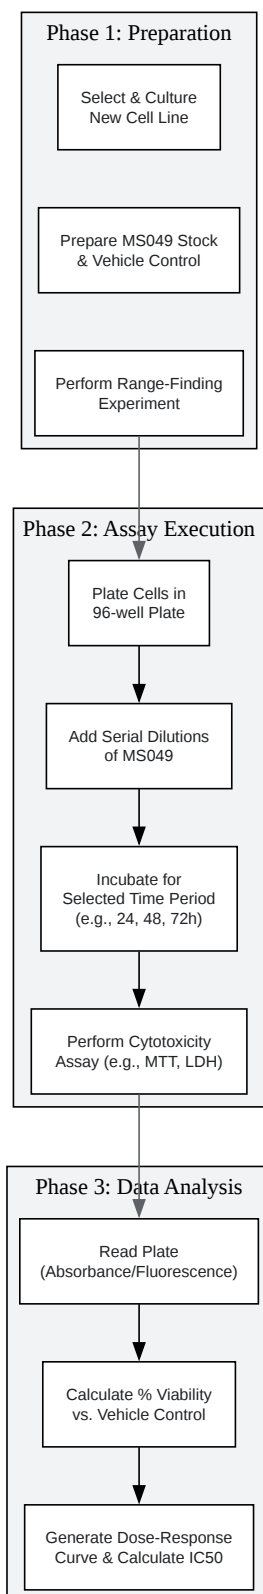 Phase 1: Preparation
Select & Culture
New Cell Line
Prepare MS049 Stock
& Vehicle Control
Perform Range-Finding
Experiment
Phase 2: Assay Execution
Plate Cells in
96-well Plate
Add Serial Dilutions
of MS049
Incubate for
Selected Time Period
(e.g., 24, 48, 72h)
Perform Cytotoxicity
Assay (e.g., MTT, LDH)
Phase 3: Data Analysis
Read Plate
(Absorbance/Fluorescence)
Calculate % Viability
vs. Vehicle Control
Generate Dose-Response
Curve & Calculate IC50